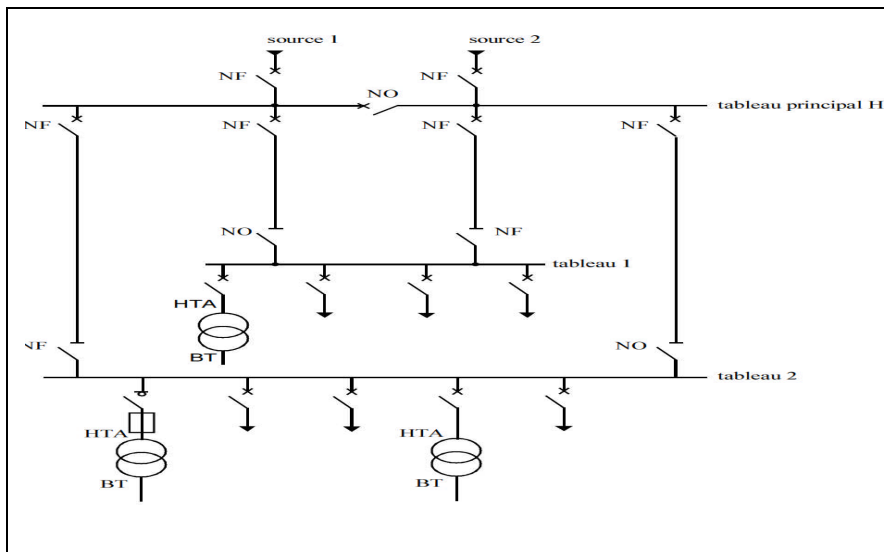 source 1 source 2
NF NF
NO
tableau principal H
NF NF NF NF
NO NF
tableau 1
HTA
BT
NF NO
tableau 2
HTA HTA
BT BT